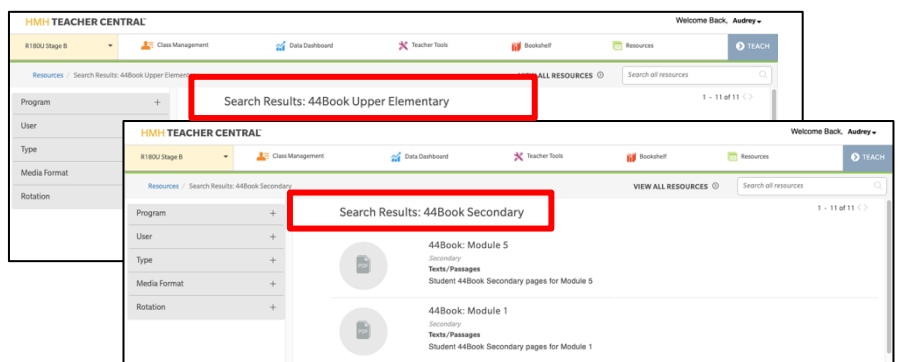 HMH TEACHER CENTRAL
Welcome Back, Audrey
R180U Stage B
Class Management
Data Dashboard
Teacher Tools
Bookshelf
Resources
TEACH
Resources / Search Results: 44Book Upper
VIEW ALL RESOURCES
Search all resources
Program +
Search Results: 44Book Upper Elementary
1 - 11 of 11 < >
User
Type
Media Format
Rotation
HMH TEACHER CENTRAL
Welcome Back, Audrey
R180U Stage B
Class Management
Data Dashboard
Teacher Tools
Bookshelf
Resources
TEACH
Resources / Search Results: 44Book Secondary
VIEW ALL RESOURCES
Search all resources
Program +
Search Results: 44Book Secondary
1 - 11 of 11 < >
User +
Type +
Media Format +
Rotation +
PDF
44Book: Module 5
Secondary
Texts/Passages
Student 44Book Secondary pages for Module 5
PDF
44Book: Module 1
Secondary
Texts/Passages
Student 44Book Secondary pages for Module 1